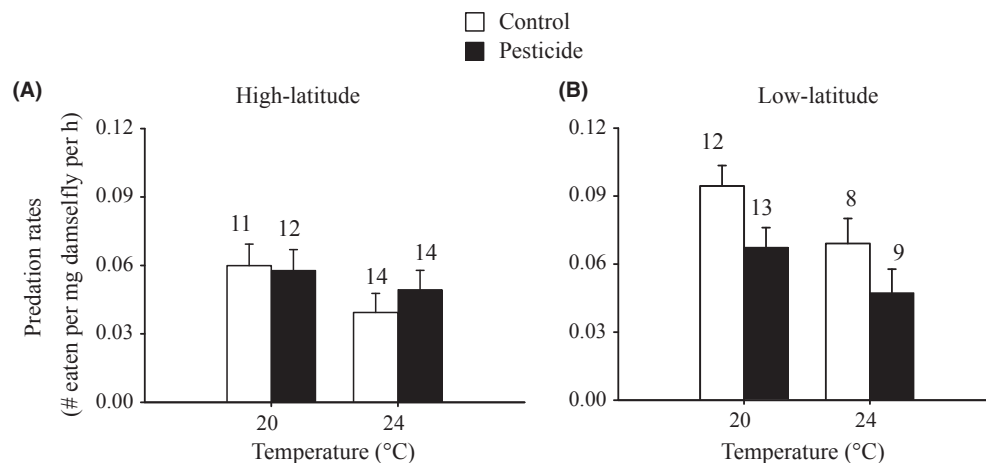 Control
Pesticide
(A)
High-latitude
(B)
Low-latitude
Predation rates
(# eaten per mg damselfly per h)
0.12
0.09
0.06
0.03
0.00
11
12
14
14
20
24
Temperature (°C)
0.12
0.09
0.06
0.03
0.00
12
13
8
9
20
24
Temperature (°C)